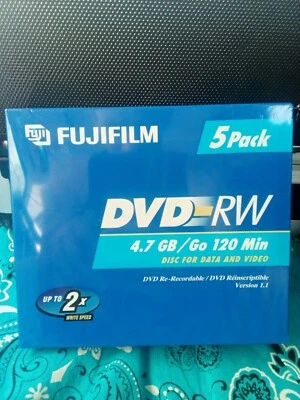 5 Pack
Fuji FUJIFILM
DVD-RW
4.7 GB/Go 120 Min
DISC FOR DATA AND VIDEO
DVD Re-Recordable / DVD Réinscriptible
Version 1.1
UP TO 2x
WRITE SPEED